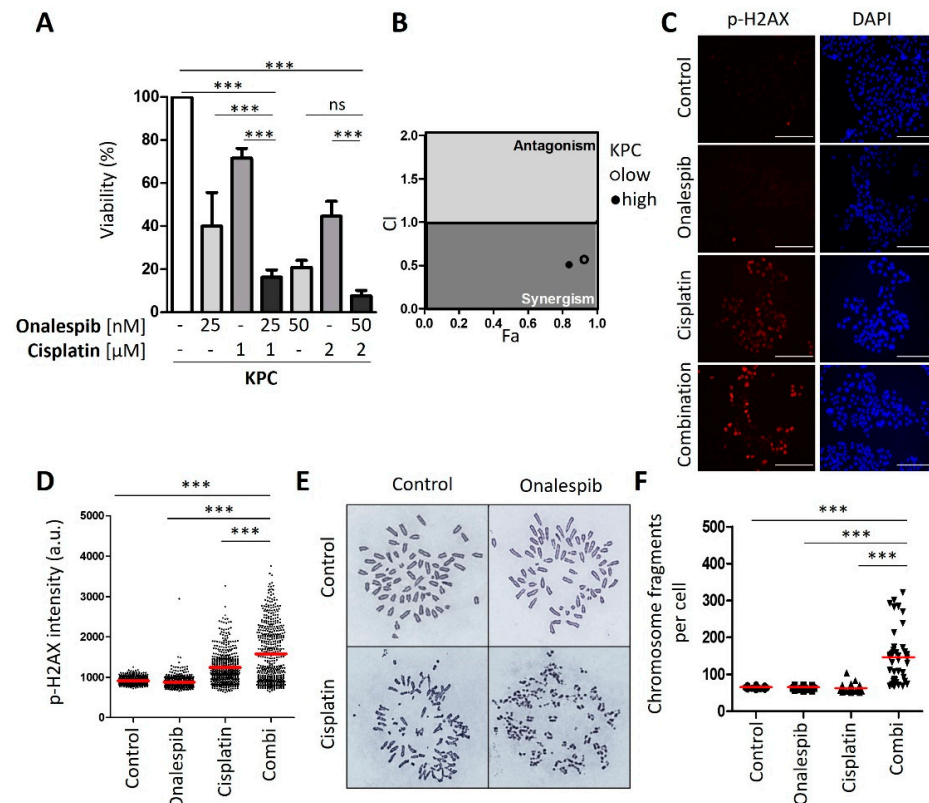 A
***
***
***
ns
***
***
Viability (%)
100
80
60
40
20
0
Onalespib [nM] - 25 - 25 50 - 50
Cisplatin [µM] - - 1 1 - 2 2
KPC
B
2.0
1.5
1.0
0.5
0.0
CI
Antagonism
Synergism
0.0 0.2 0.4 0.6 0.8 1.0
Fa
KPC
low
high
C
p-H2AX DAPI
Control
Onalespib
Cisplatin
Combination
D
***
***
***
p-H2AX intensity (a.u.)
5000
4000
3000
2000
1000
0
Control
Onalespib
Cisplatin
Combi
E
Control Onalespib
Control
Cisplatin
F
***
***
***
Chromosome fragments
per cell
500
400
300
200
100
0
Control
Onalespib
Cisplatin
Combi